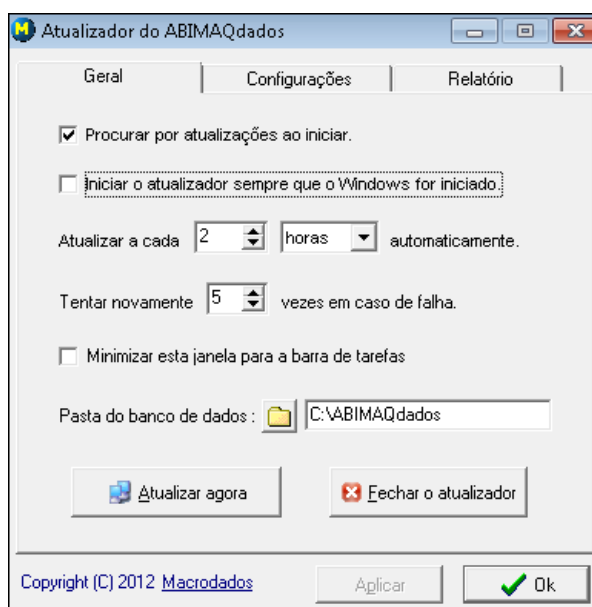 Atualizador do ABIMAQdados
Geral Configurações Relatório
Procurar por atualizações ao iniciar.
Iniciar o atualizador sempre que o Windows for iniciado.
Atualizar a cada 2 horas automaticamente.
Tentar novamente 5 vezes em caso de falha.
Minimizar esta janela para a barra de tarefas
Pasta do banco de dados : C:\ABIMAQdados
Atualizar agora Fechar o atualizador
Copyright (C) 2012 Macrodados Aplicar Ok